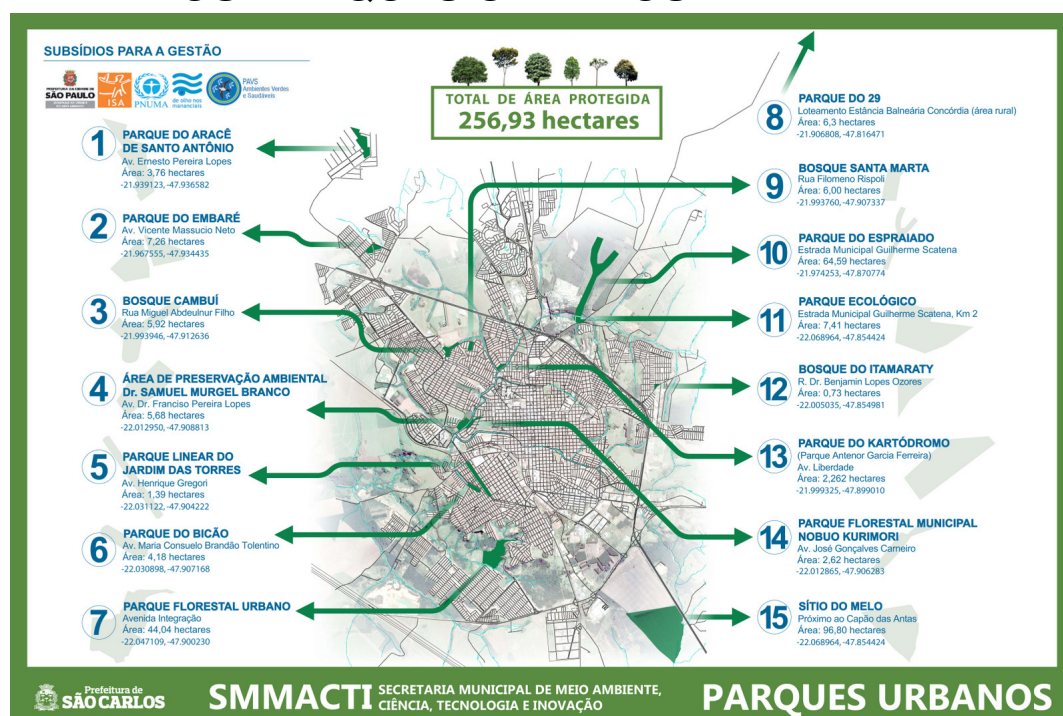 SUBSÍDIOS PARA A GESTÃO
PREFEITURA DA CIDADE DE
SÃO PAULO
ISA
PNUMA
de olho nos
mananciais
PAVS
Ambientes Verdes
e Saudáveis
TOTAL DE ÁREA PROTEGIDA
256,93 hectares
1
PARQUE DO ARACÊ
DE SANTO ANTÔNIO
Av. Ernesto Pereira Lopes
Área: 3,76 hectares
-21.939123, -47.936582
2
PARQUE DO EMBARÉ
Av. Vicente Massucio Neto
Área: 7,26 hectares
-21.967555, -47.934435
3
BOSQUE CAMBUÍ
Rua Miguel Abdeulnur Filho
Área: 5,92 hectares
-21.993946, -47.912636
4
ÁREA DE PRESERVAÇÃO AMBIENTAL
Dr. SAMUEL MURGEL BRANCO
Av. Dr. Franciso Pereira Lopes
Área: 5,68 hectares
-22.012950, -47.908813
5
PARQUE LINEAR DO
JARDIM DAS TORRES
Av. Henrique Gregori
Área: 1,39 hectares
-22.031122, -47.904222
6
PARQUE DO BICÃO
Av. Maria Consuelo Brandão Tolentino
Área: 4,18 hectares
-22.030898, -47.907168
7
PARQUE FLORESTAL URBANO
Avenida Integração
Área: 44,04 hectares
-22.047109, -47.900230
8
PARQUE DO 29
Loteamento Estância Balneária Concórdia (área rural)
Área: 6,3 hectares
-21.906808, -47.816471
9
BOSQUE SANTA MARTA
Rua Filomeno Rispoli
Área: 6,00 hectares
-21.993760, -47.907337
10
PARQUE DO ESPRAIADO
Estrada Municipal Guilherme Scatena
Área: 64,59 hectares
-21.974253, -47.870774
11
PARQUE ECOLÓGICO
Estrada Municipal Guilherme Scatena, Km 2
Área: 7,41 hectares
-22.068964, -47.854424
12
BOSQUE DO ITAMARATY
R. Dr. Benjamin Lopes Ozores
Área: 0,73 hectares
-22.005035, -47.854981
13
PARQUE DO KARTÓDROMO
(Parque Antenor Garcia Ferreira)
Av. Liberdade
Área: 2,262 hectares
-21.999325, -47.899010
14
PARQUE FLORESTAL MUNICIPAL
NOBUO KURIMORI
Av. José Gonçalves Carneiro
Área: 2,62 hectares
-22.012865, -47.906283
15
SÍTIO DO MELO
Próximo ao Capão das Antas
Área: 96,80 hectares
-22.068964, -47.854424
Prefeitura de
SÃO CARLOS
SMMACTI
SECRETARIA MUNICIPAL DE MEIO AMBIENTE,
CIÊNCIA, TECNOLOGIA E INOVAÇÃO
PARQUES URBANOS